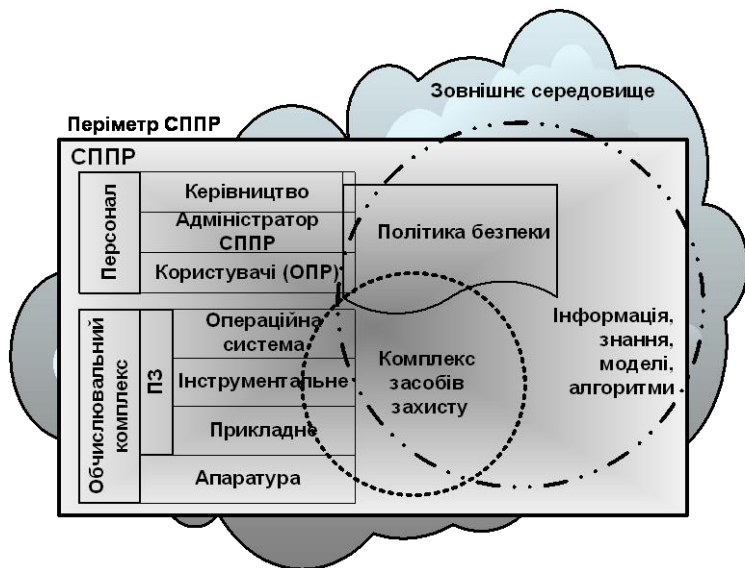 Зовнішнє середовище
Периметр СППР
СППР
Персонал
Керівництво
Адміністратор
СППР
Користувачі (ОПР)
Політика безпеки
Обчислювальний
комплекс
ПЗ
Операційна
система
Інструментальне
Прикладне
Апаратура
Комплекс
засобів
захисту
Інформація,
знання,
моделі,
алгоритми